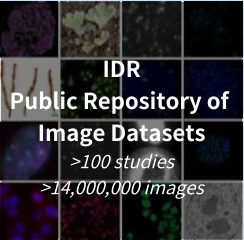 IDR
Public Repository of
Image Datasets
>100 studies
>14,000,000 images